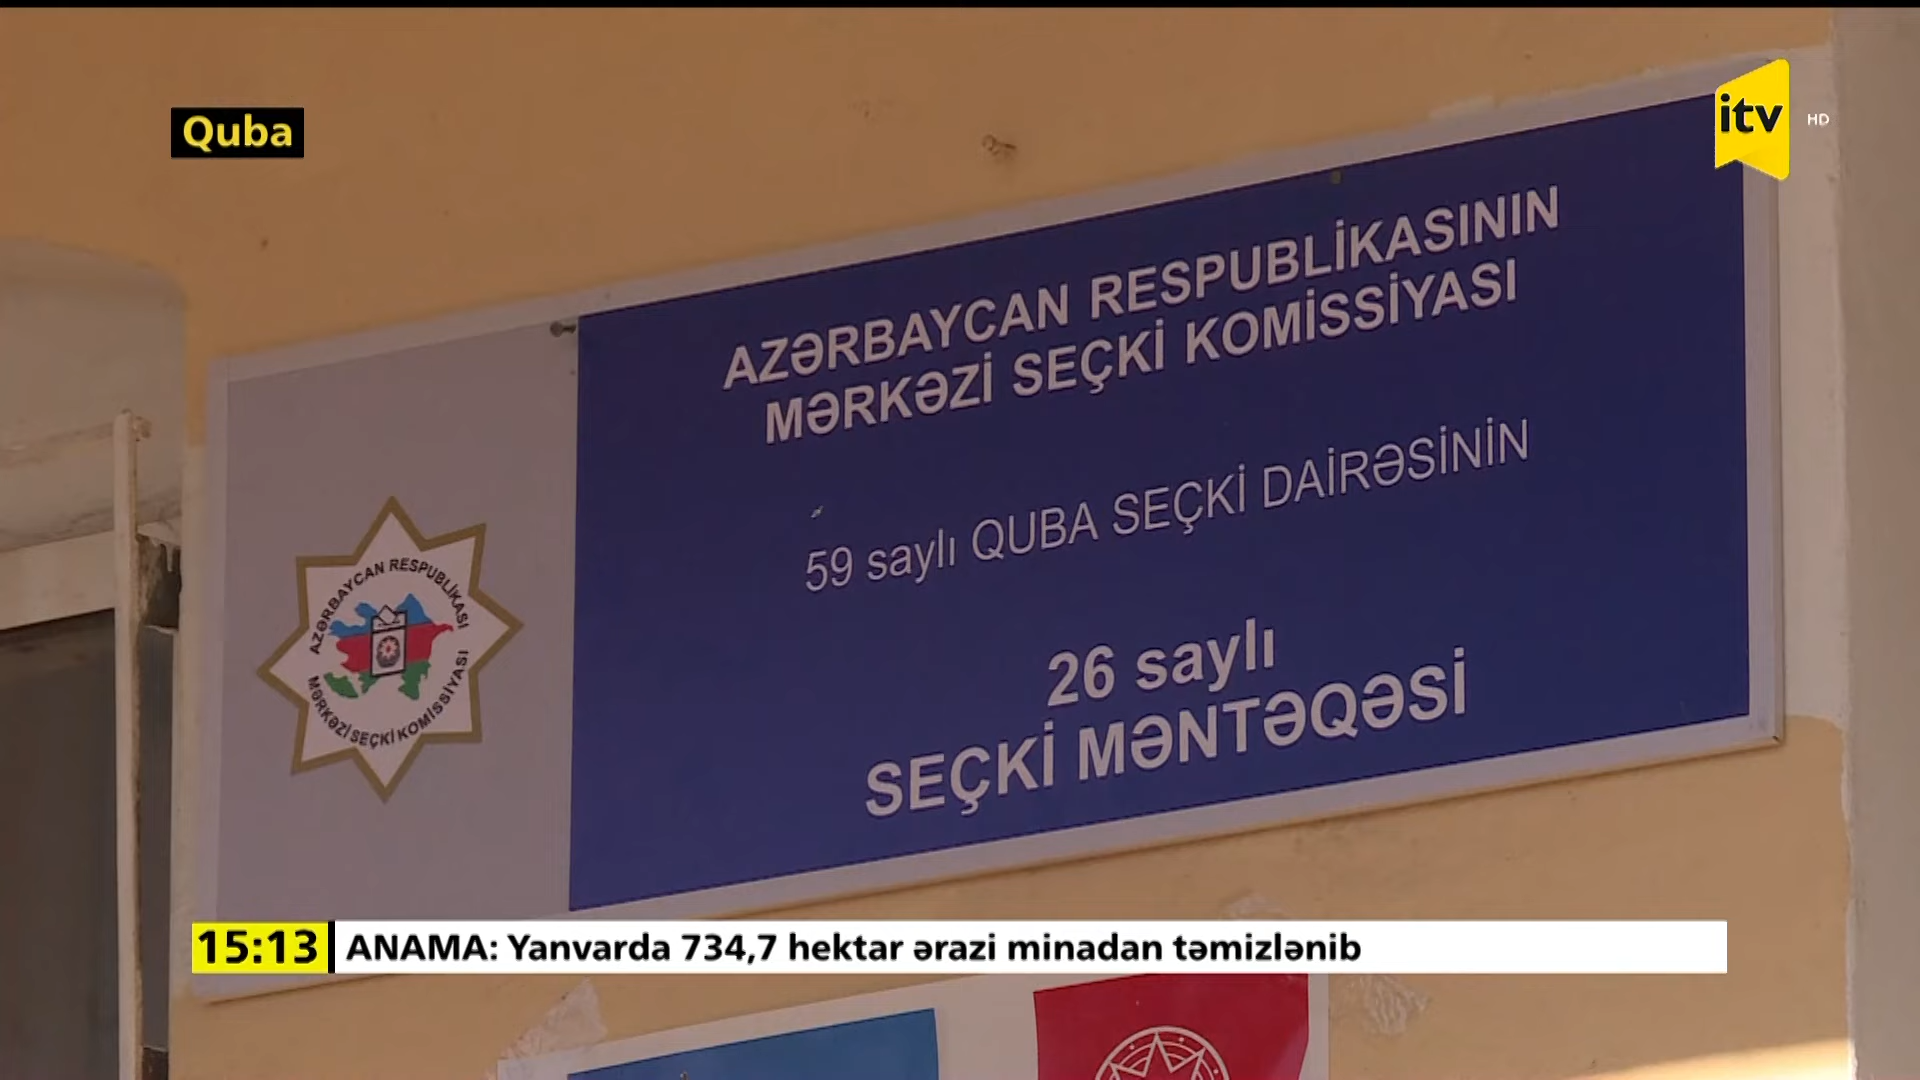 Quba
itv
HD
AZƏRBAYCAN RESPUBLİKASININ
MƏRKƏZİ SEÇKİ KOMİSSİYASI
59 saylı QUBA SEÇKİ DAİRƏSİNİN
26 saylı
SEÇKİ MƏNTƏQƏSİ
AZƏRBAYCAN RESPUBLİKASI
MƏRKƏZİ SEÇKİ KOMİSSİYASI
15:13
ANAMA: Yanvarda 734,7 hektar ərazi minadan təmizlənib